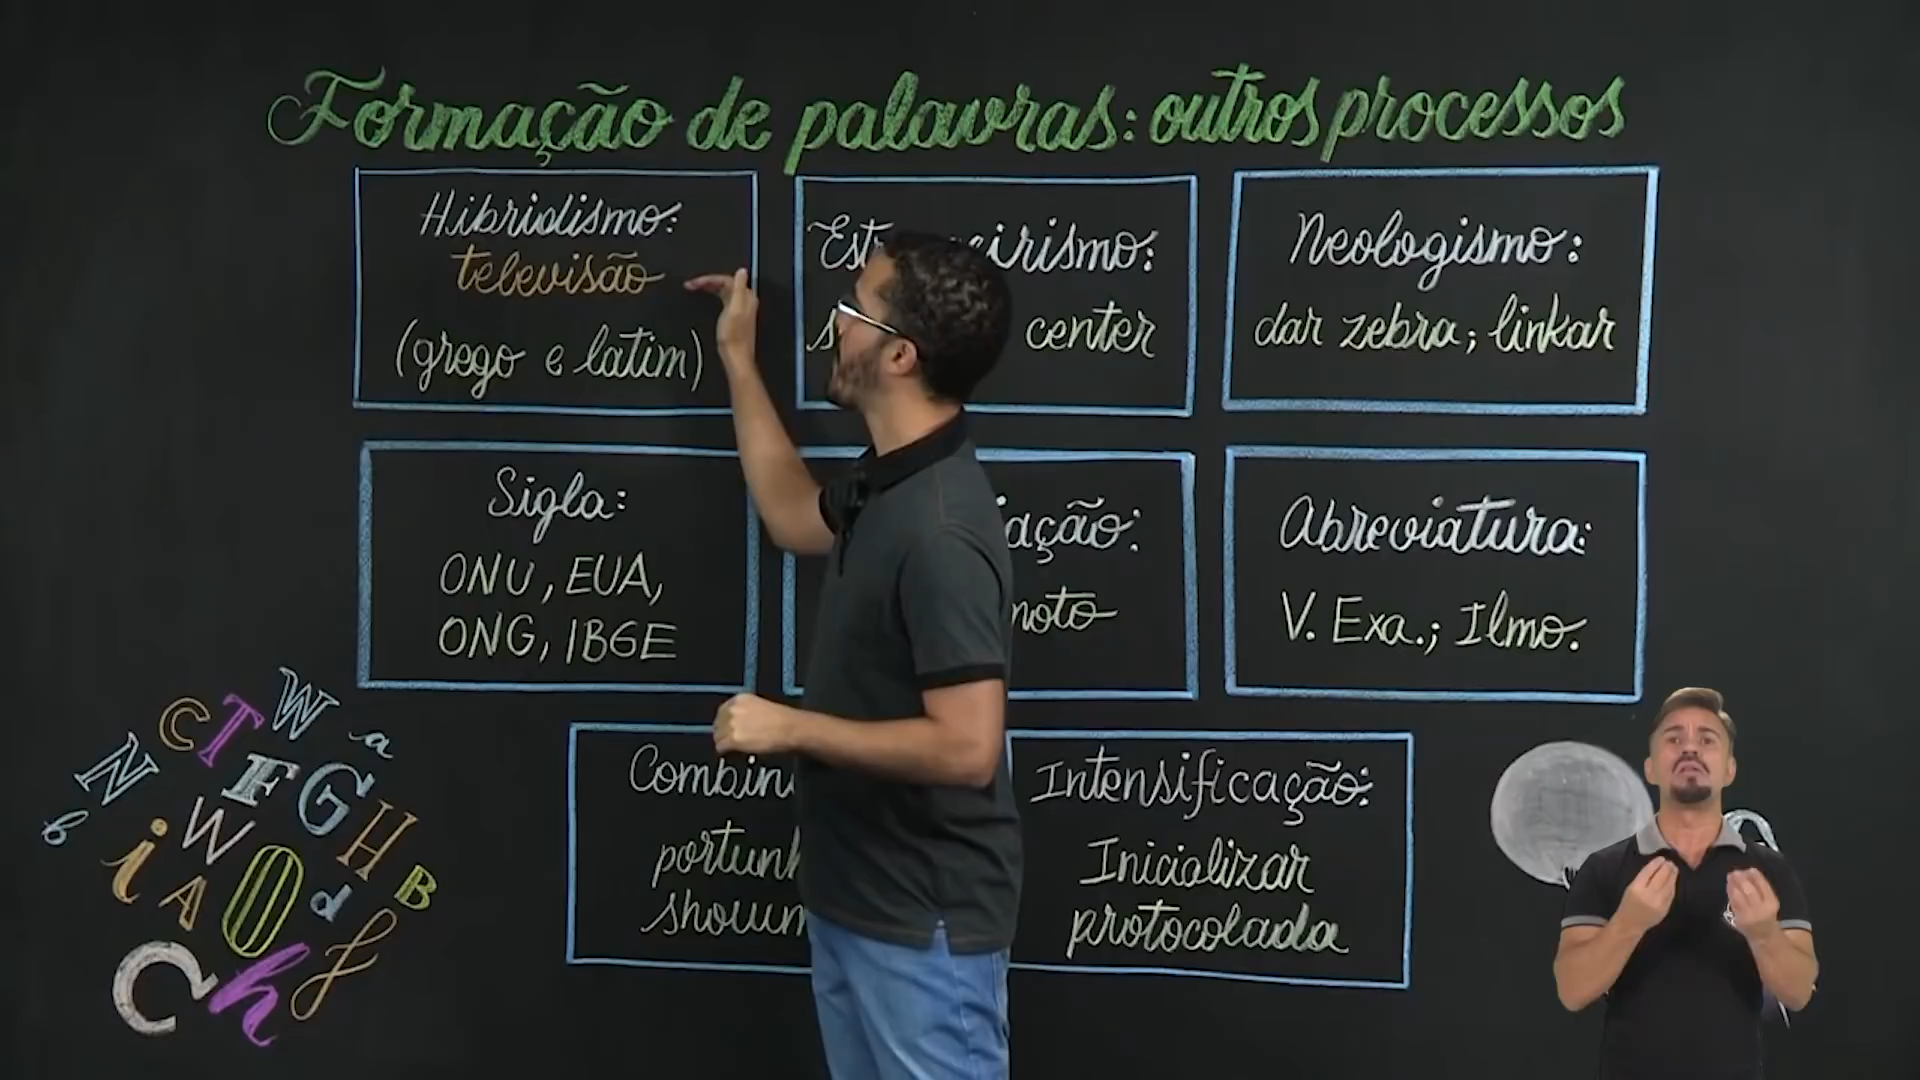 Formação de palavras: outros processos
Hibridismo:
televisão
(grego e latim)
center
Neologismo:
dar zebra; linkar
Sigla:
ONU, EUA,
ONG, IBGE
Abreviatura:
V. Exa.; Ilmo.
Intensificação:
Inicializar
protocolada
W
C T a
N F G H
b W B
i A O d f
C h